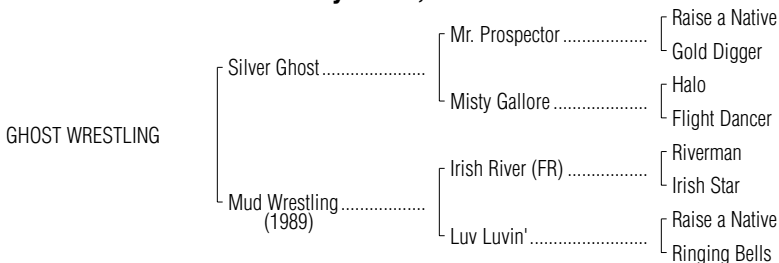 Raise a Native
Mr. Prospector
Gold Digger
Silver Ghost
Halo
Misty Gallore
Flight Dancer
GHOST WRESTLING
Riverman
Irish River (FR)
Irish Star
Mud Wrestling
(1989)
Raise a Native
Luv Luvin'
Ringing Bells